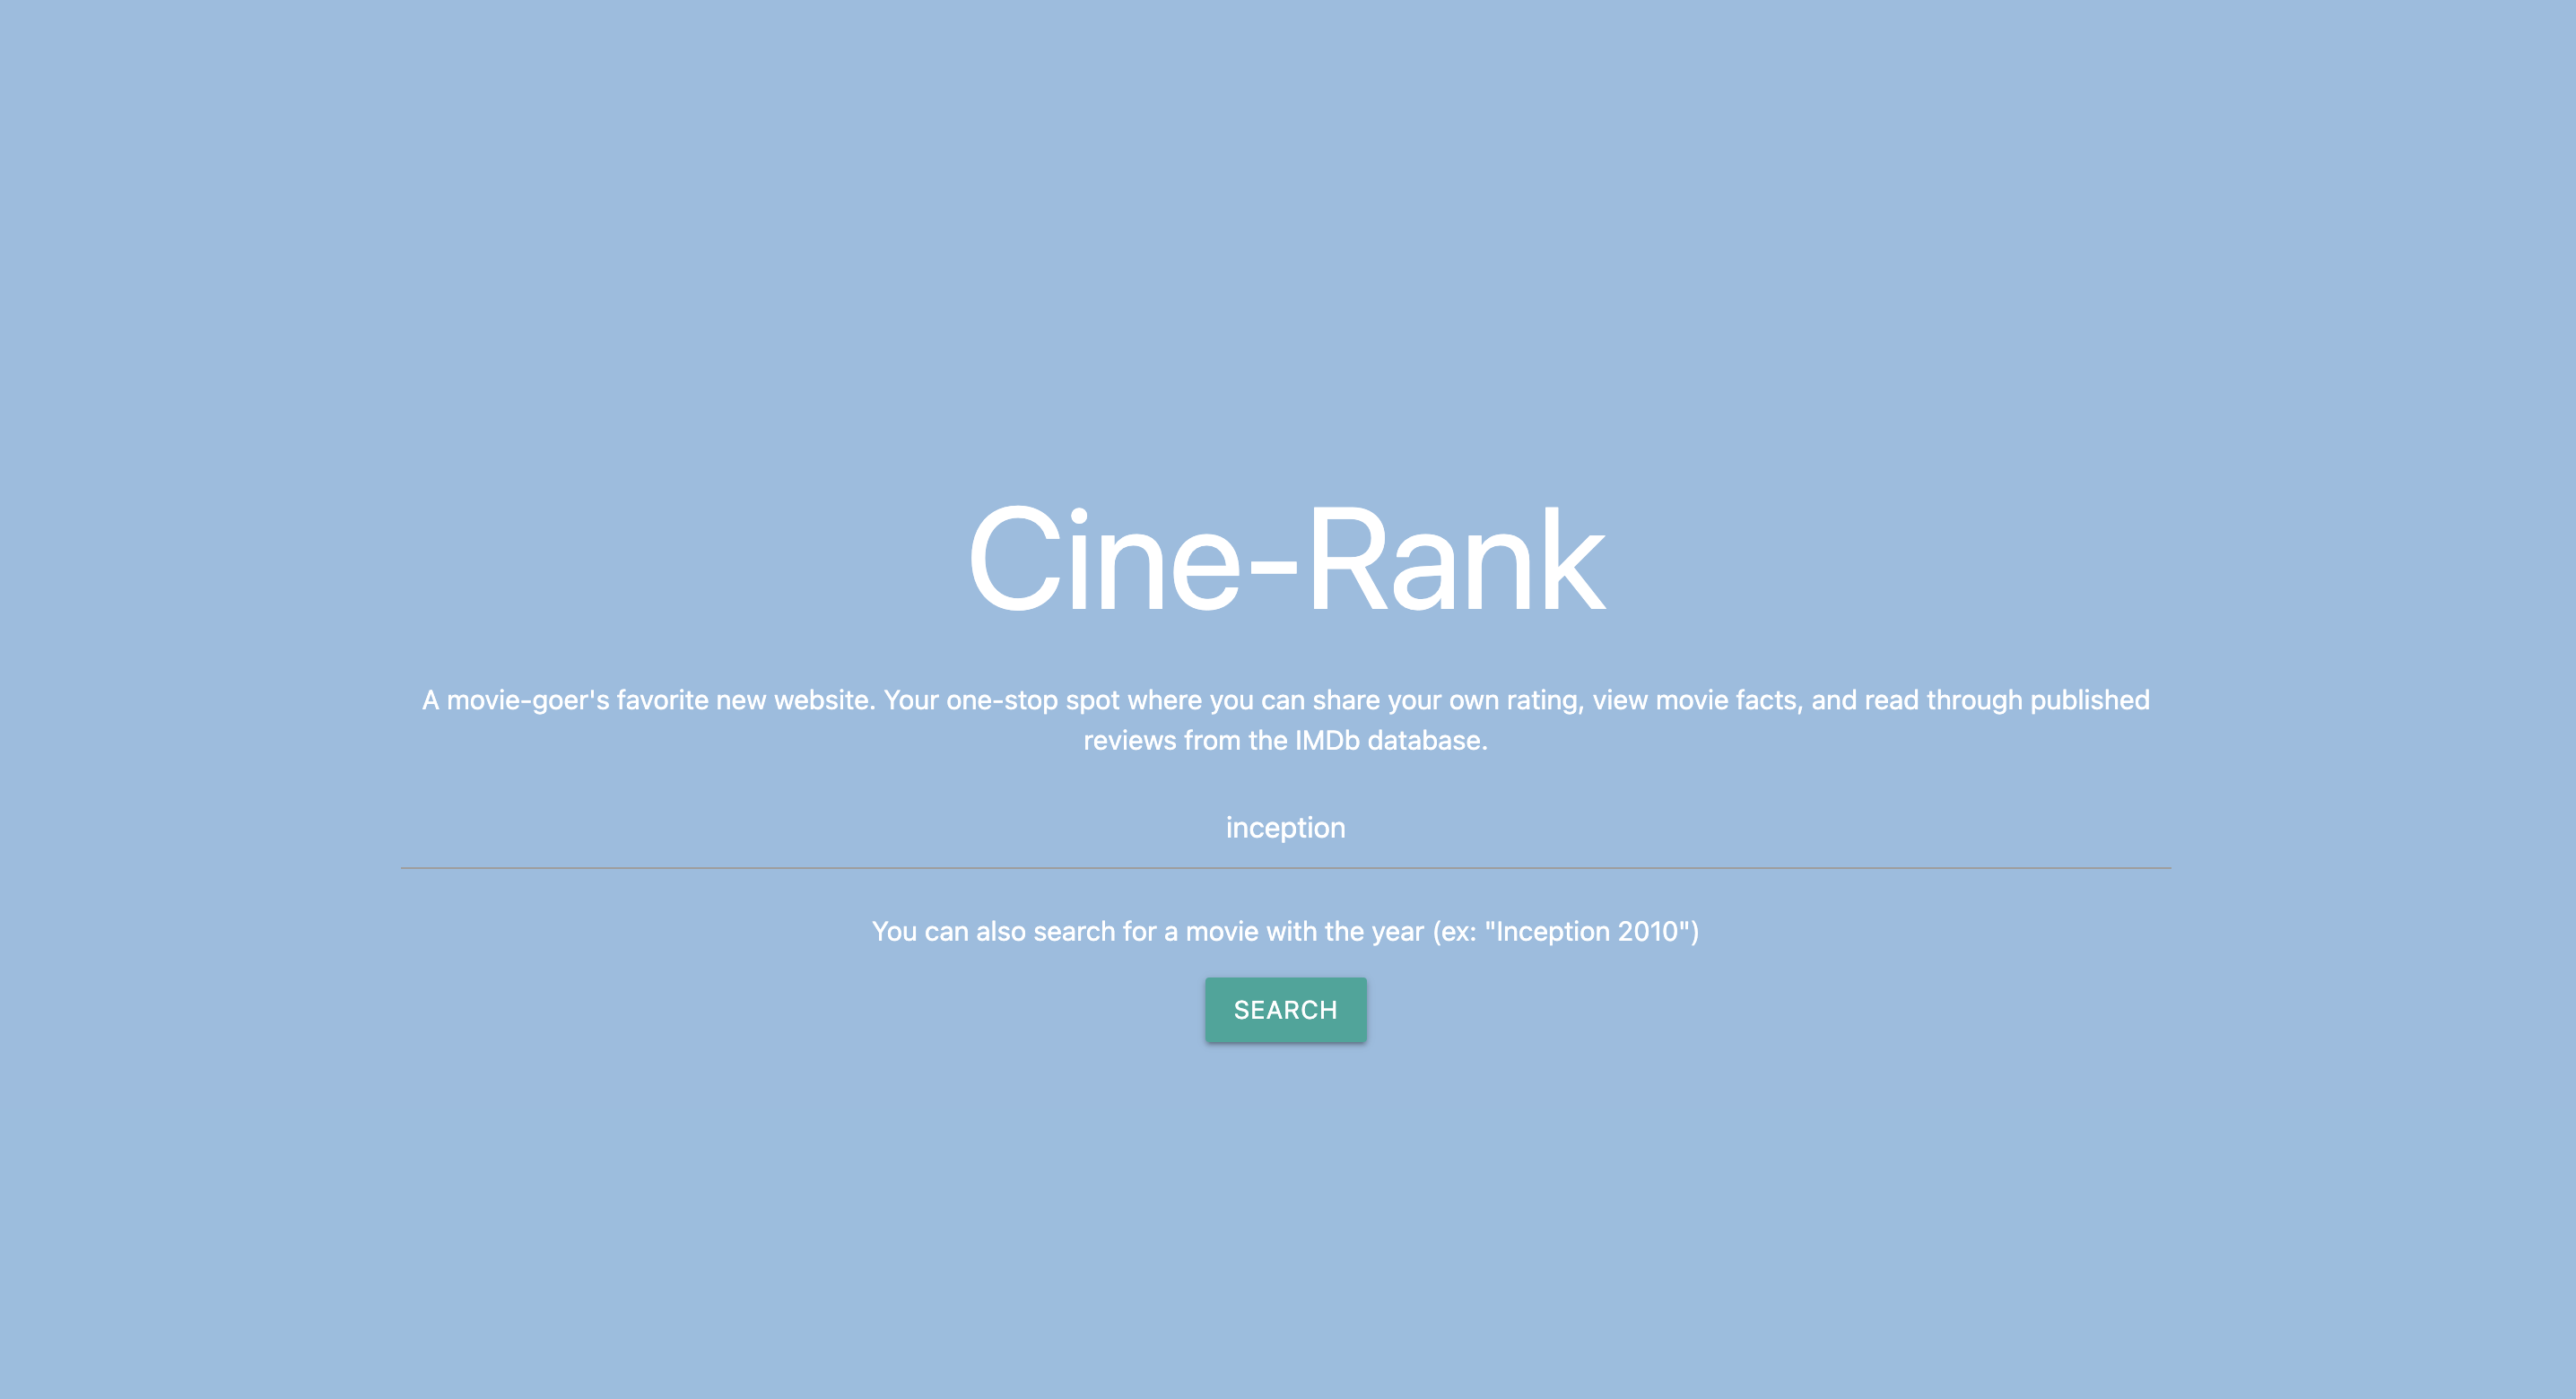 Cine-Rank
A movie-goer's favorite new website. Your one-stop spot where you can share your own rating, view movie facts, and read through published
reviews from the IMDb database.
inception
You can also search for a movie with the year (ex: "Inception 2010")
SEARCH